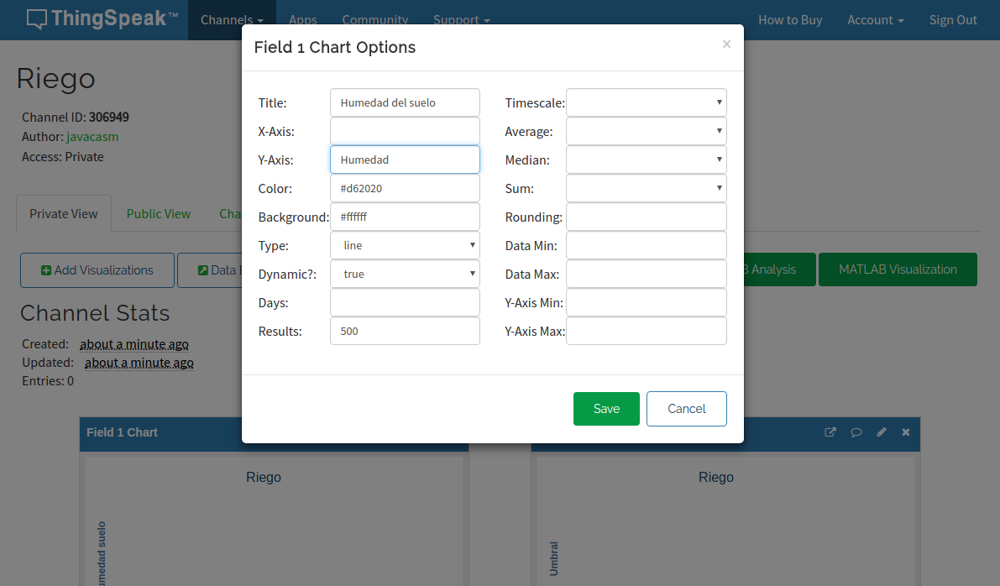 ThingSpeak™ Channels Apps Community Support How to Buy Account Sign Out
Field 1 Chart Options ×
Title: Humedad del suelo
X-Axis:
Y-Axis: Humedad
Color: #d62020
Background: #ffffff
Type: line
Dynamic?: true
Days:
Results: 500
Timescale:
Average:
Median:
Sum:
Rounding:
Data Min:
Data Max:
Y-Axis Min:
Y-Axis Max:
Save Cancel
Riego
Channel ID: 306949
Author: javacasm
Access: Private
Private View Public View Cha
Add Visualizations Data B Analysis MATLAB Visualization
Channel Stats
Created: about a minute ago
Updated: about a minute ago
Entries: 0
Field 1 Chart
Riego
umedad suelo
Riego
Umbral